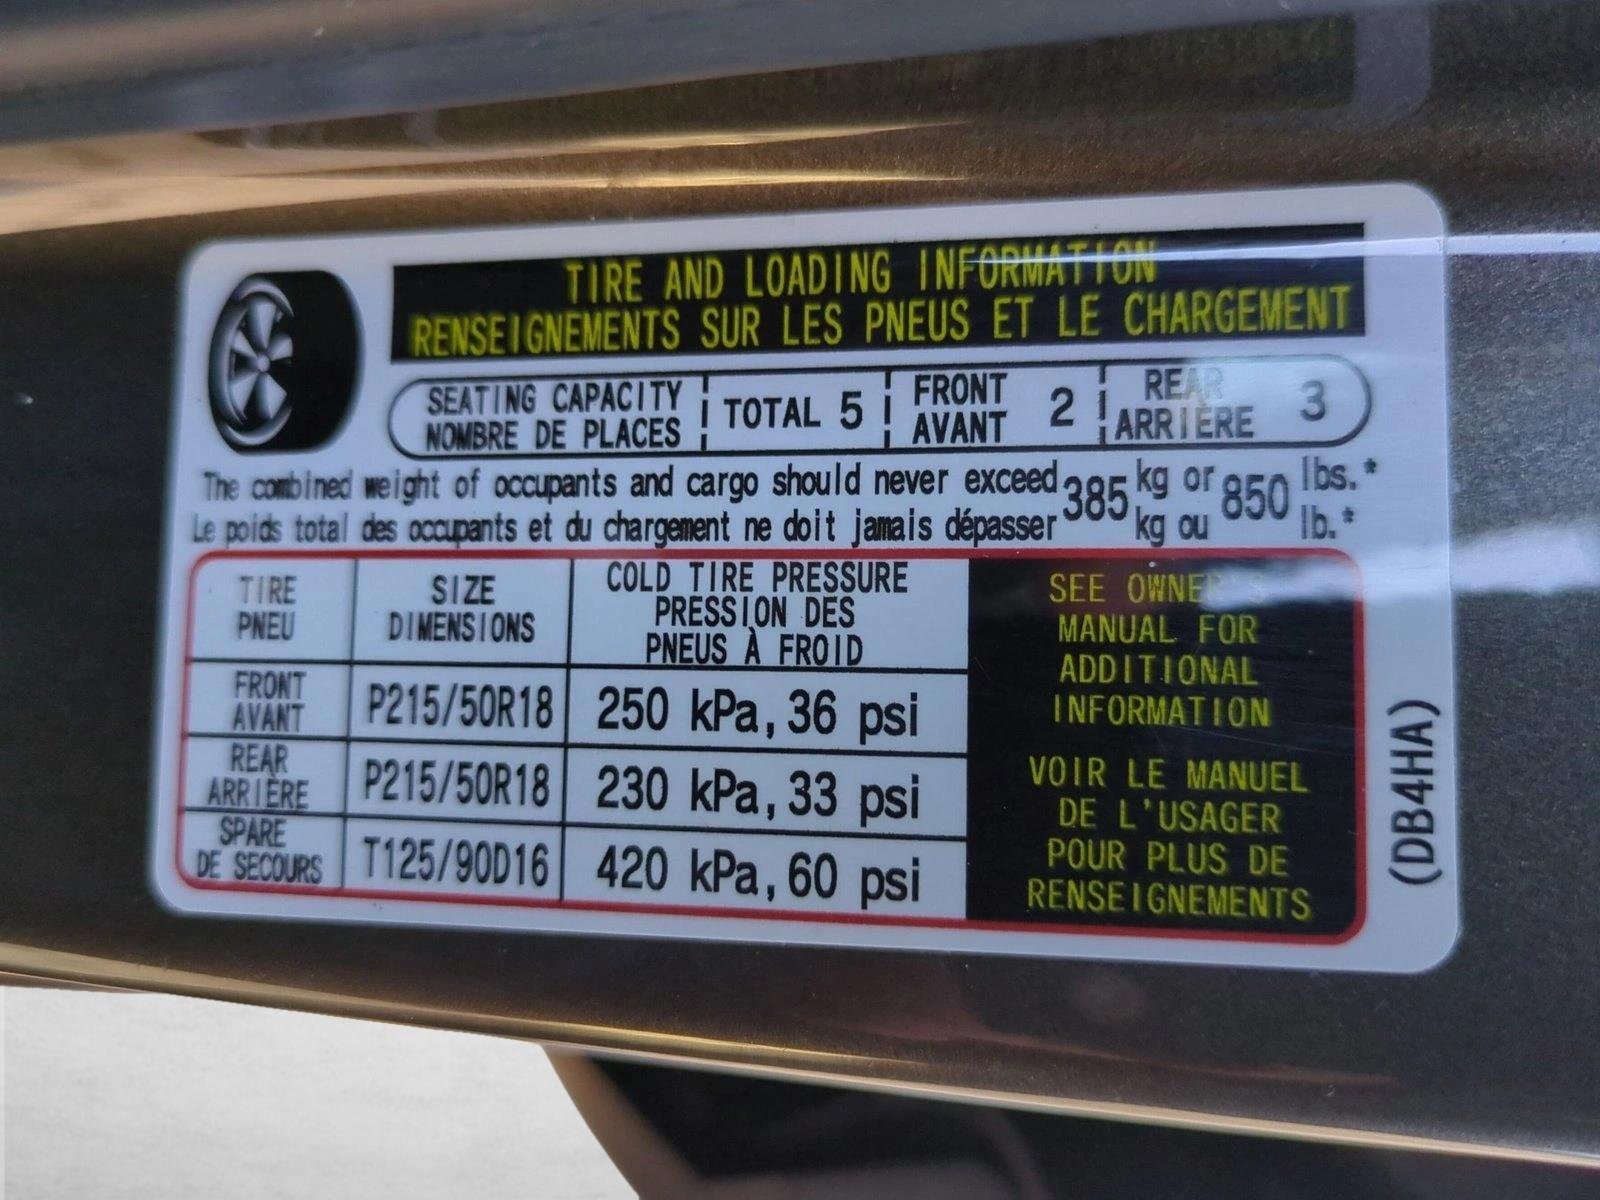 TIRE AND LOADING INFORMATION
RENSEIGNEMENTS SUR LES PNEUS ET LE CHARGEMENT
SEATING CAPACITY TOTAL 5 FRONT 2 REAR 3
NOMBRE DE PLACES AVANT ARRIÈRE
The combined weight of occupants and cargo should never exceed 385 kg or 850 lbs.*
Le poids total des occupants et du chargement ne doit jamais dépasser kg ou lb.*
TIRE SIZE COLD TIRE PRESSURE
PNEU DIMENSIONS PRESSION DES
PNEUS À FROID
FRONT P215/50R18 250 kPa, 36 psi
AVANT
REAR P215/50R18 230 kPa, 33 psi
ARRIÈRE
SPARE T125/90D16 420 kPa, 60 psi
DE SECOURS
SEE OWNER'S
MANUAL FOR
ADDITIONAL
INFORMATION
VOIR LE MANUEL
DE L'USAGER
POUR PLUS DE
RENSEIGNEMENTS
(DB4HA)